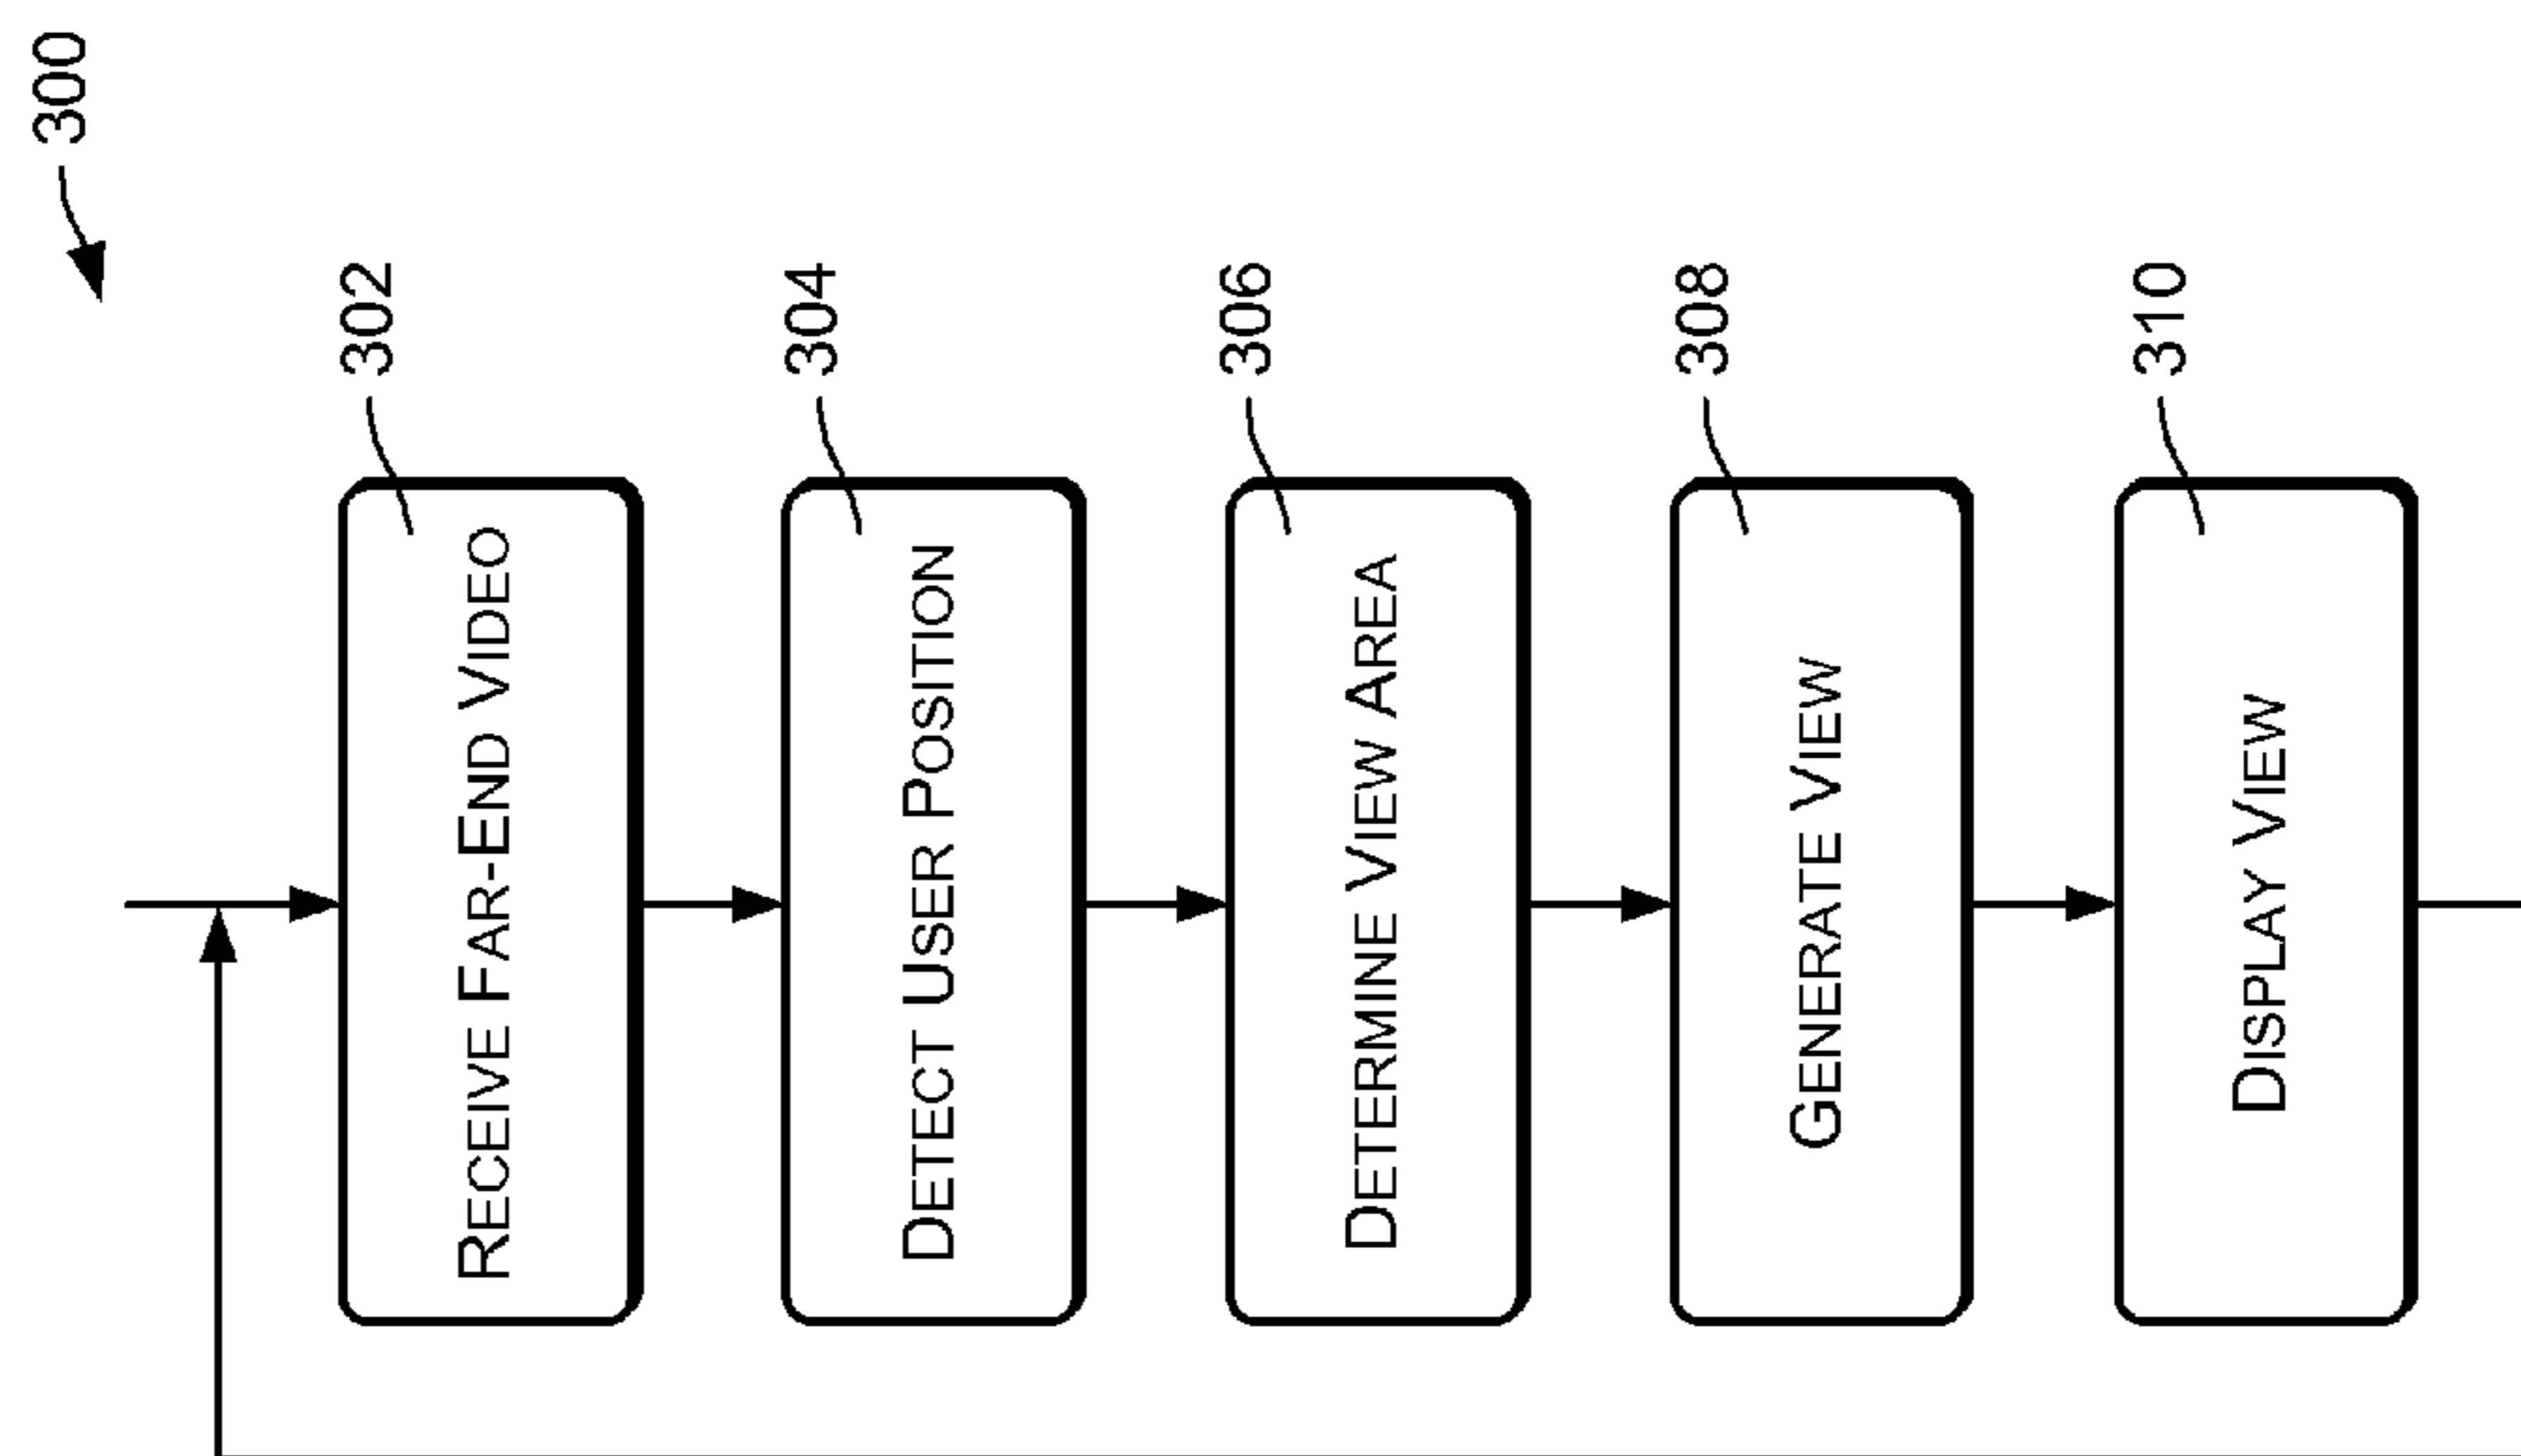 300
302
RECEIVE FAR-END VIDEO
304
DETECT USER POSITION
306
DETERMINE VIEW AREA
308
GENERATE VIEW
310
DISPLAY VIEW